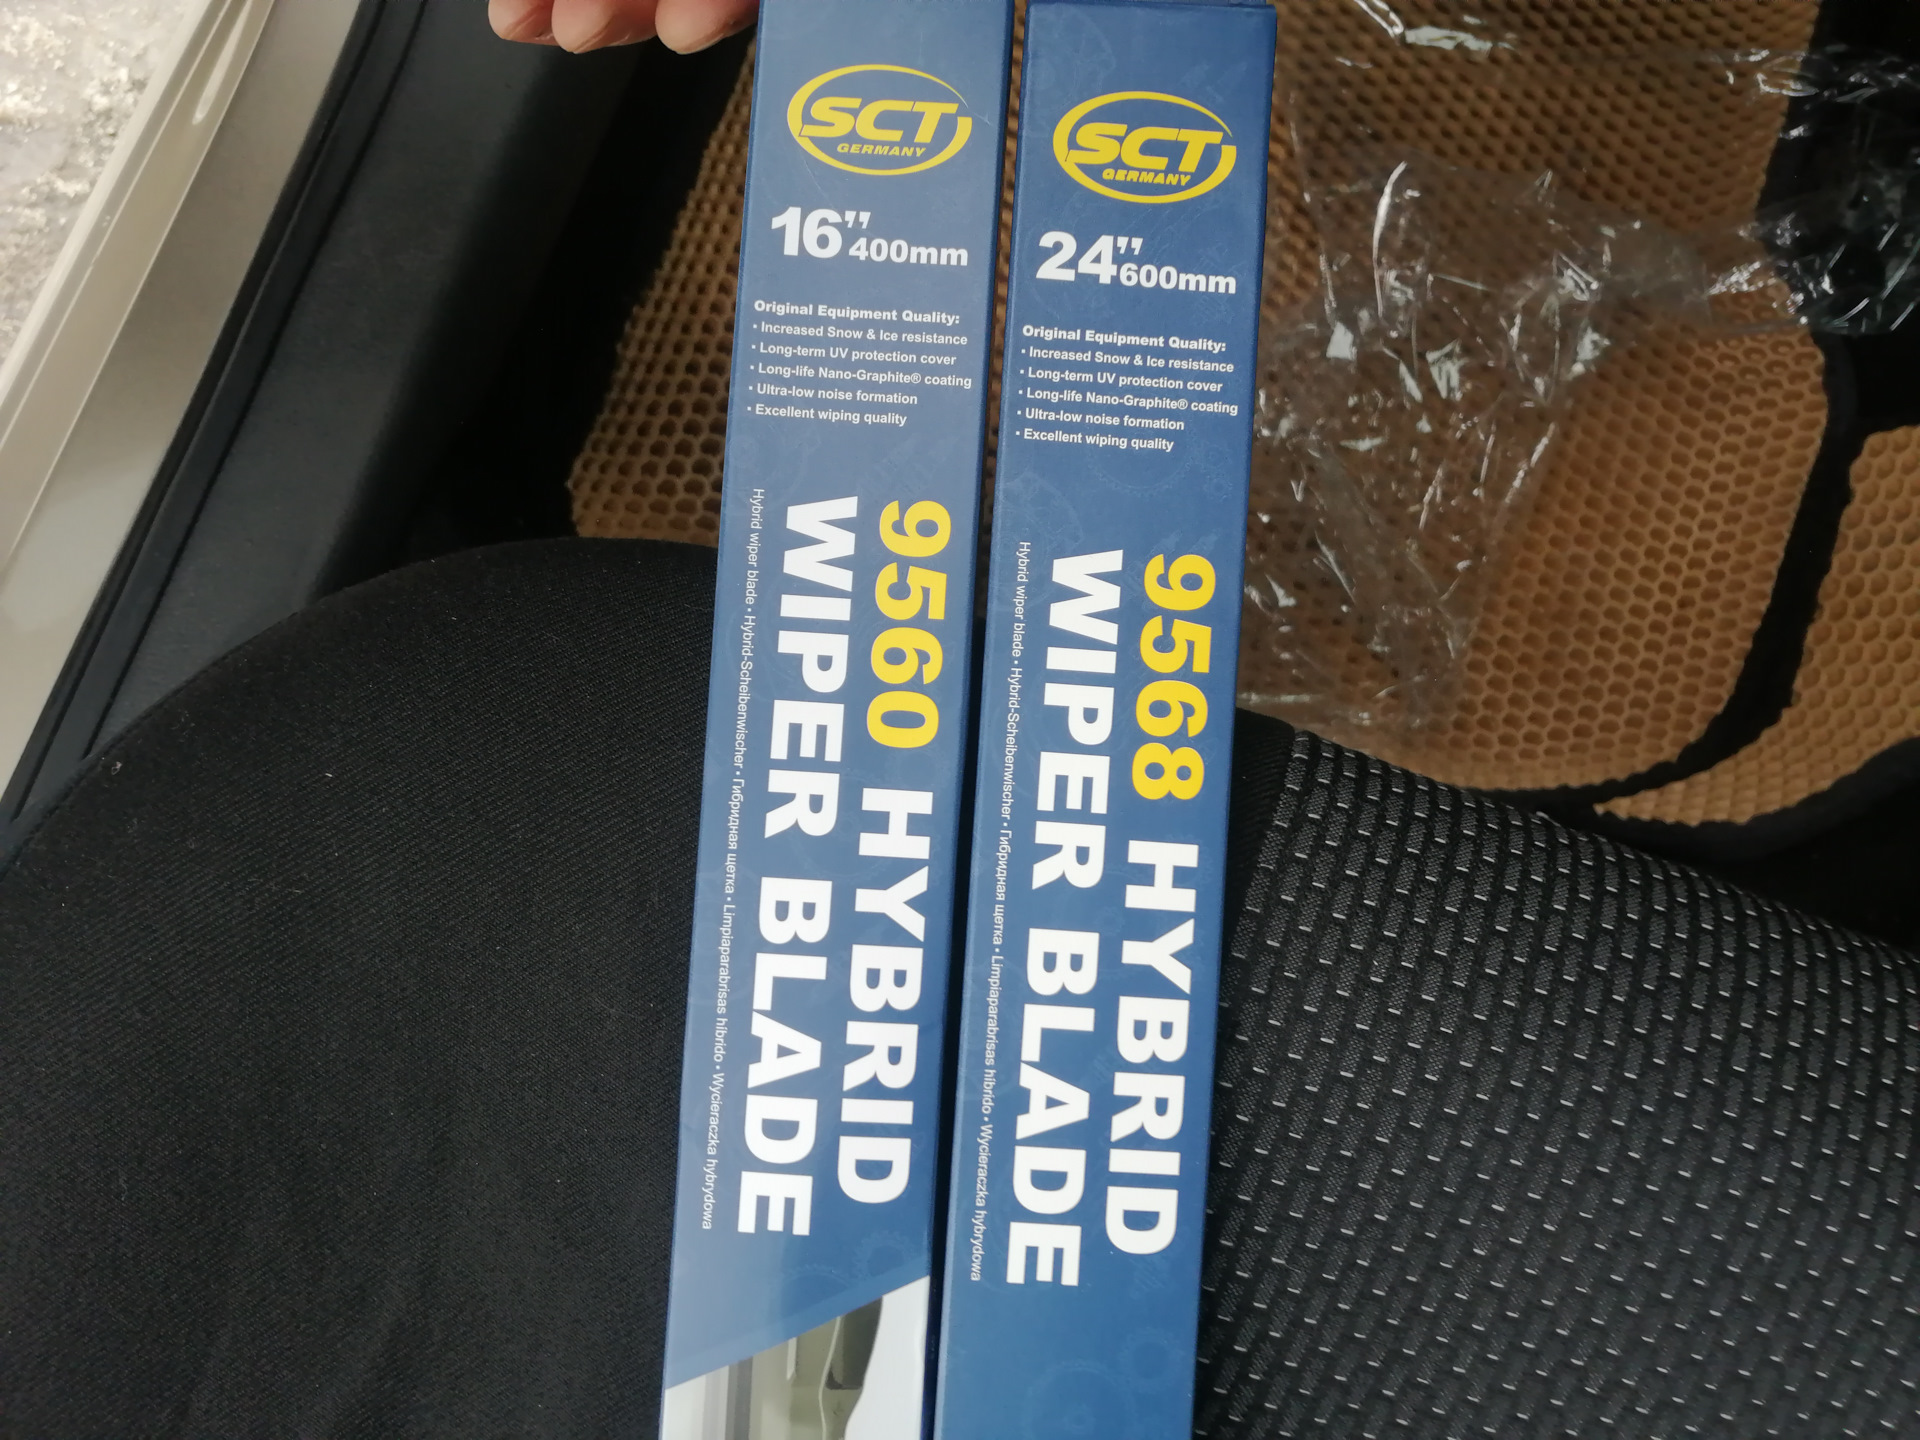 SCT
GERMANY
16” 400mm
Original Equipment Quality:
• Increased Snow & Ice resistance
• Long-term UV protection cover
• Long-life Nano-Graphite® coating
• Ultra-low noise formation
• Excellent wiping quality
9560 HYBRID
WIPER BLADE
Hybrid wiper blade • Hybrid-Scheibenwischer • Гибридная щетка • Limpiaparabrisas híbrido • Wycieraczka hybrydowa
SCT
GERMANY
24” 600mm
Original Equipment Quality:
• Increased Snow & Ice resistance
• Long-term UV protection cover
• Long-life Nano-Graphite® coating
• Ultra-low noise formation
• Excellent wiping quality
9568 HYBRID
WIPER BLADE
Hybrid wiper blade • Hybrid-Scheibenwischer • Гибридная щетка • Limpiaparabrisas híbrido • Wycieraczka hybrydowa